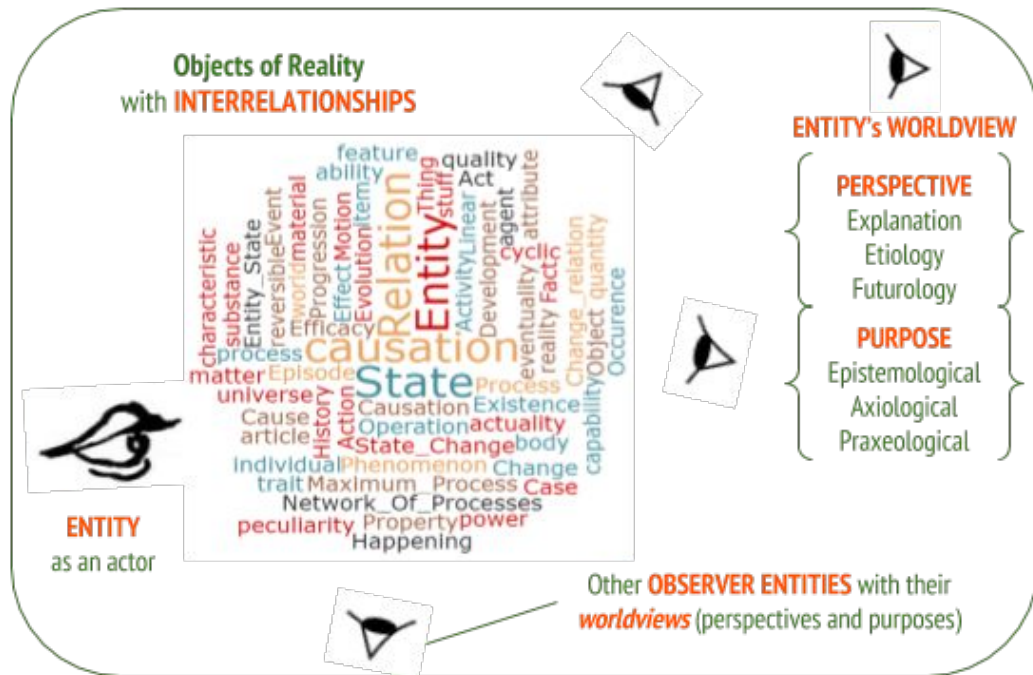 Objects of Reality
with INTERRELATIONSHIPS
ENTITY's WORLDVIEW
PERSPECTIVE
Explanation
Etiology
Futurology
PURPOSE
Epistemological
Axiological
Praxeological
feature
ability
quality
Act
Thing
stuff
Relation
Entity
Item
Motion
Evolution
Effect
Progression
material
world
Event
reversible
Entity_State
substance
characteristic
Linear
Activity
Development
agent
attribute
cyclic
eventuality
Fact
reality
Change_relation
quantity
Object
Occurence
Efficacy
causation
process
matter
Episode
State
Process
universe
Cause
article
History
Action
Causation
Existence
Operation
actuality
State_Change
body
capability
individual
Phenomenon
Change
trait
Maximum_Process
Case
Network_Of_Processes
peculiarity
Property
power
Happening
ENTITY
as an actor
Other OBSERVER ENTITIES with their
worldviews (perspectives and purposes)